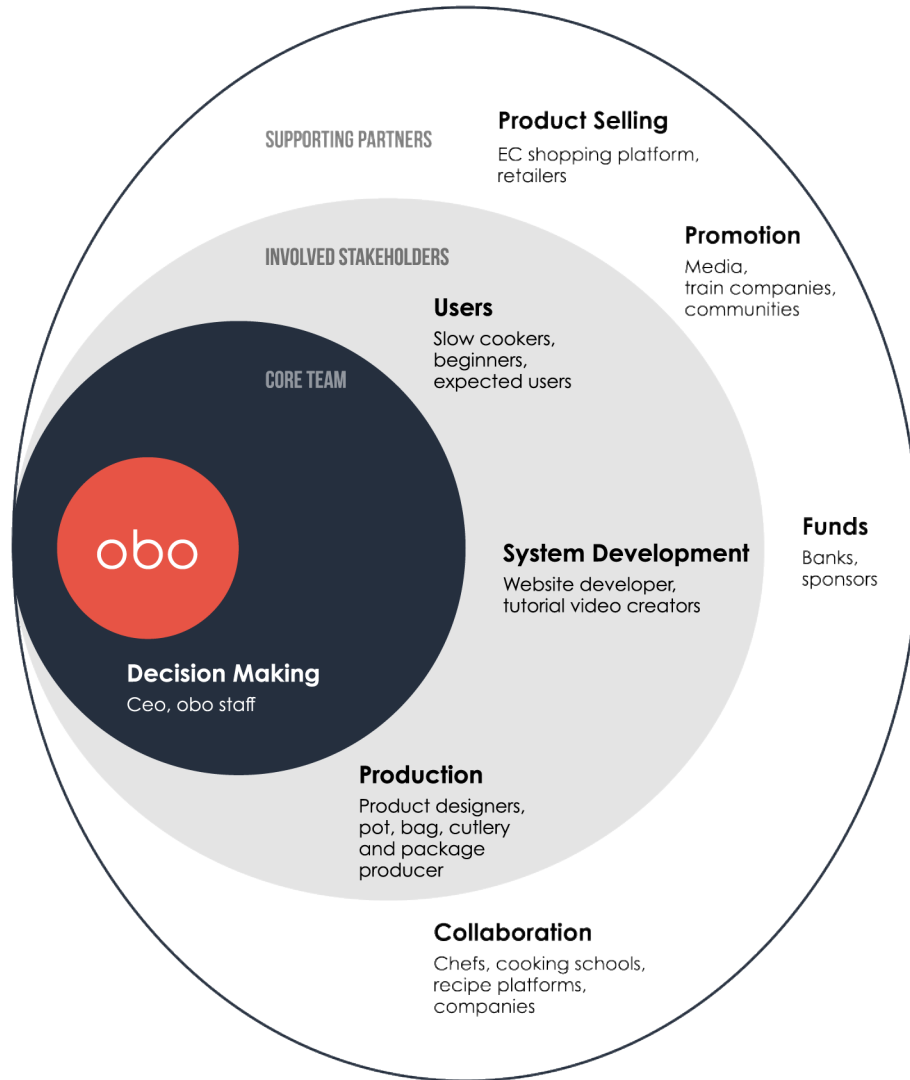 SUPPORTING PARTNERS
Product Selling
EC shopping platform,
retailers
Promotion
Media,
train companies,
communities
INVOLVED STAKEHOLDERS
Users
Slow cookers,
beginners,
expected users
CORE TEAM
obo
Decision Making
Ceo, obo staff
System Development
Website developer,
tutorial video creators
Funds
Banks,
sponsors
Production
Product designers,
pot, bag, cutlery
and package
producer
Collaboration
Chefs, cooking schools,
recipe platforms,
companies